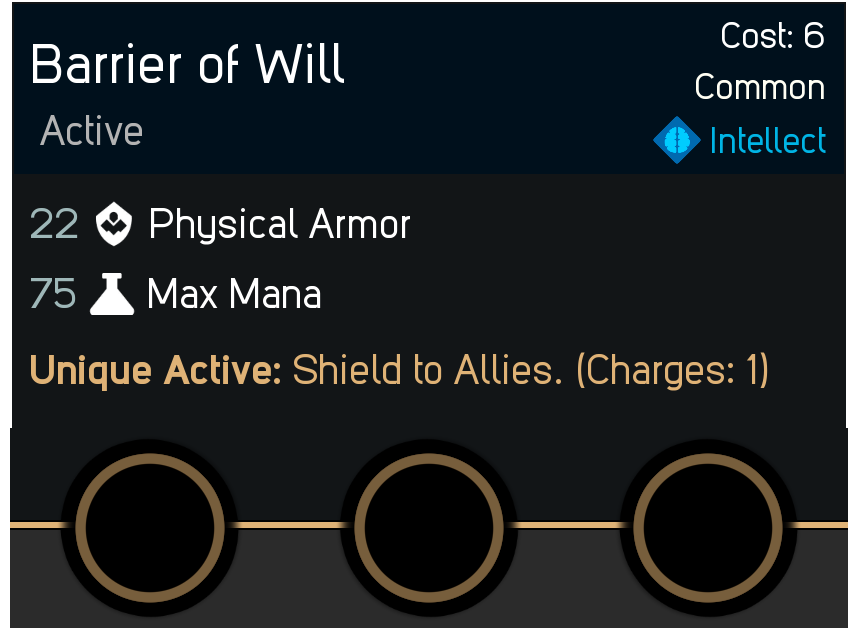 Barrier of Will
Cost: 6
Common
Active
Intellect
22 Physical Armor
75 Max Mana
Unique Active: Shield to Allies. (Charges: 1)